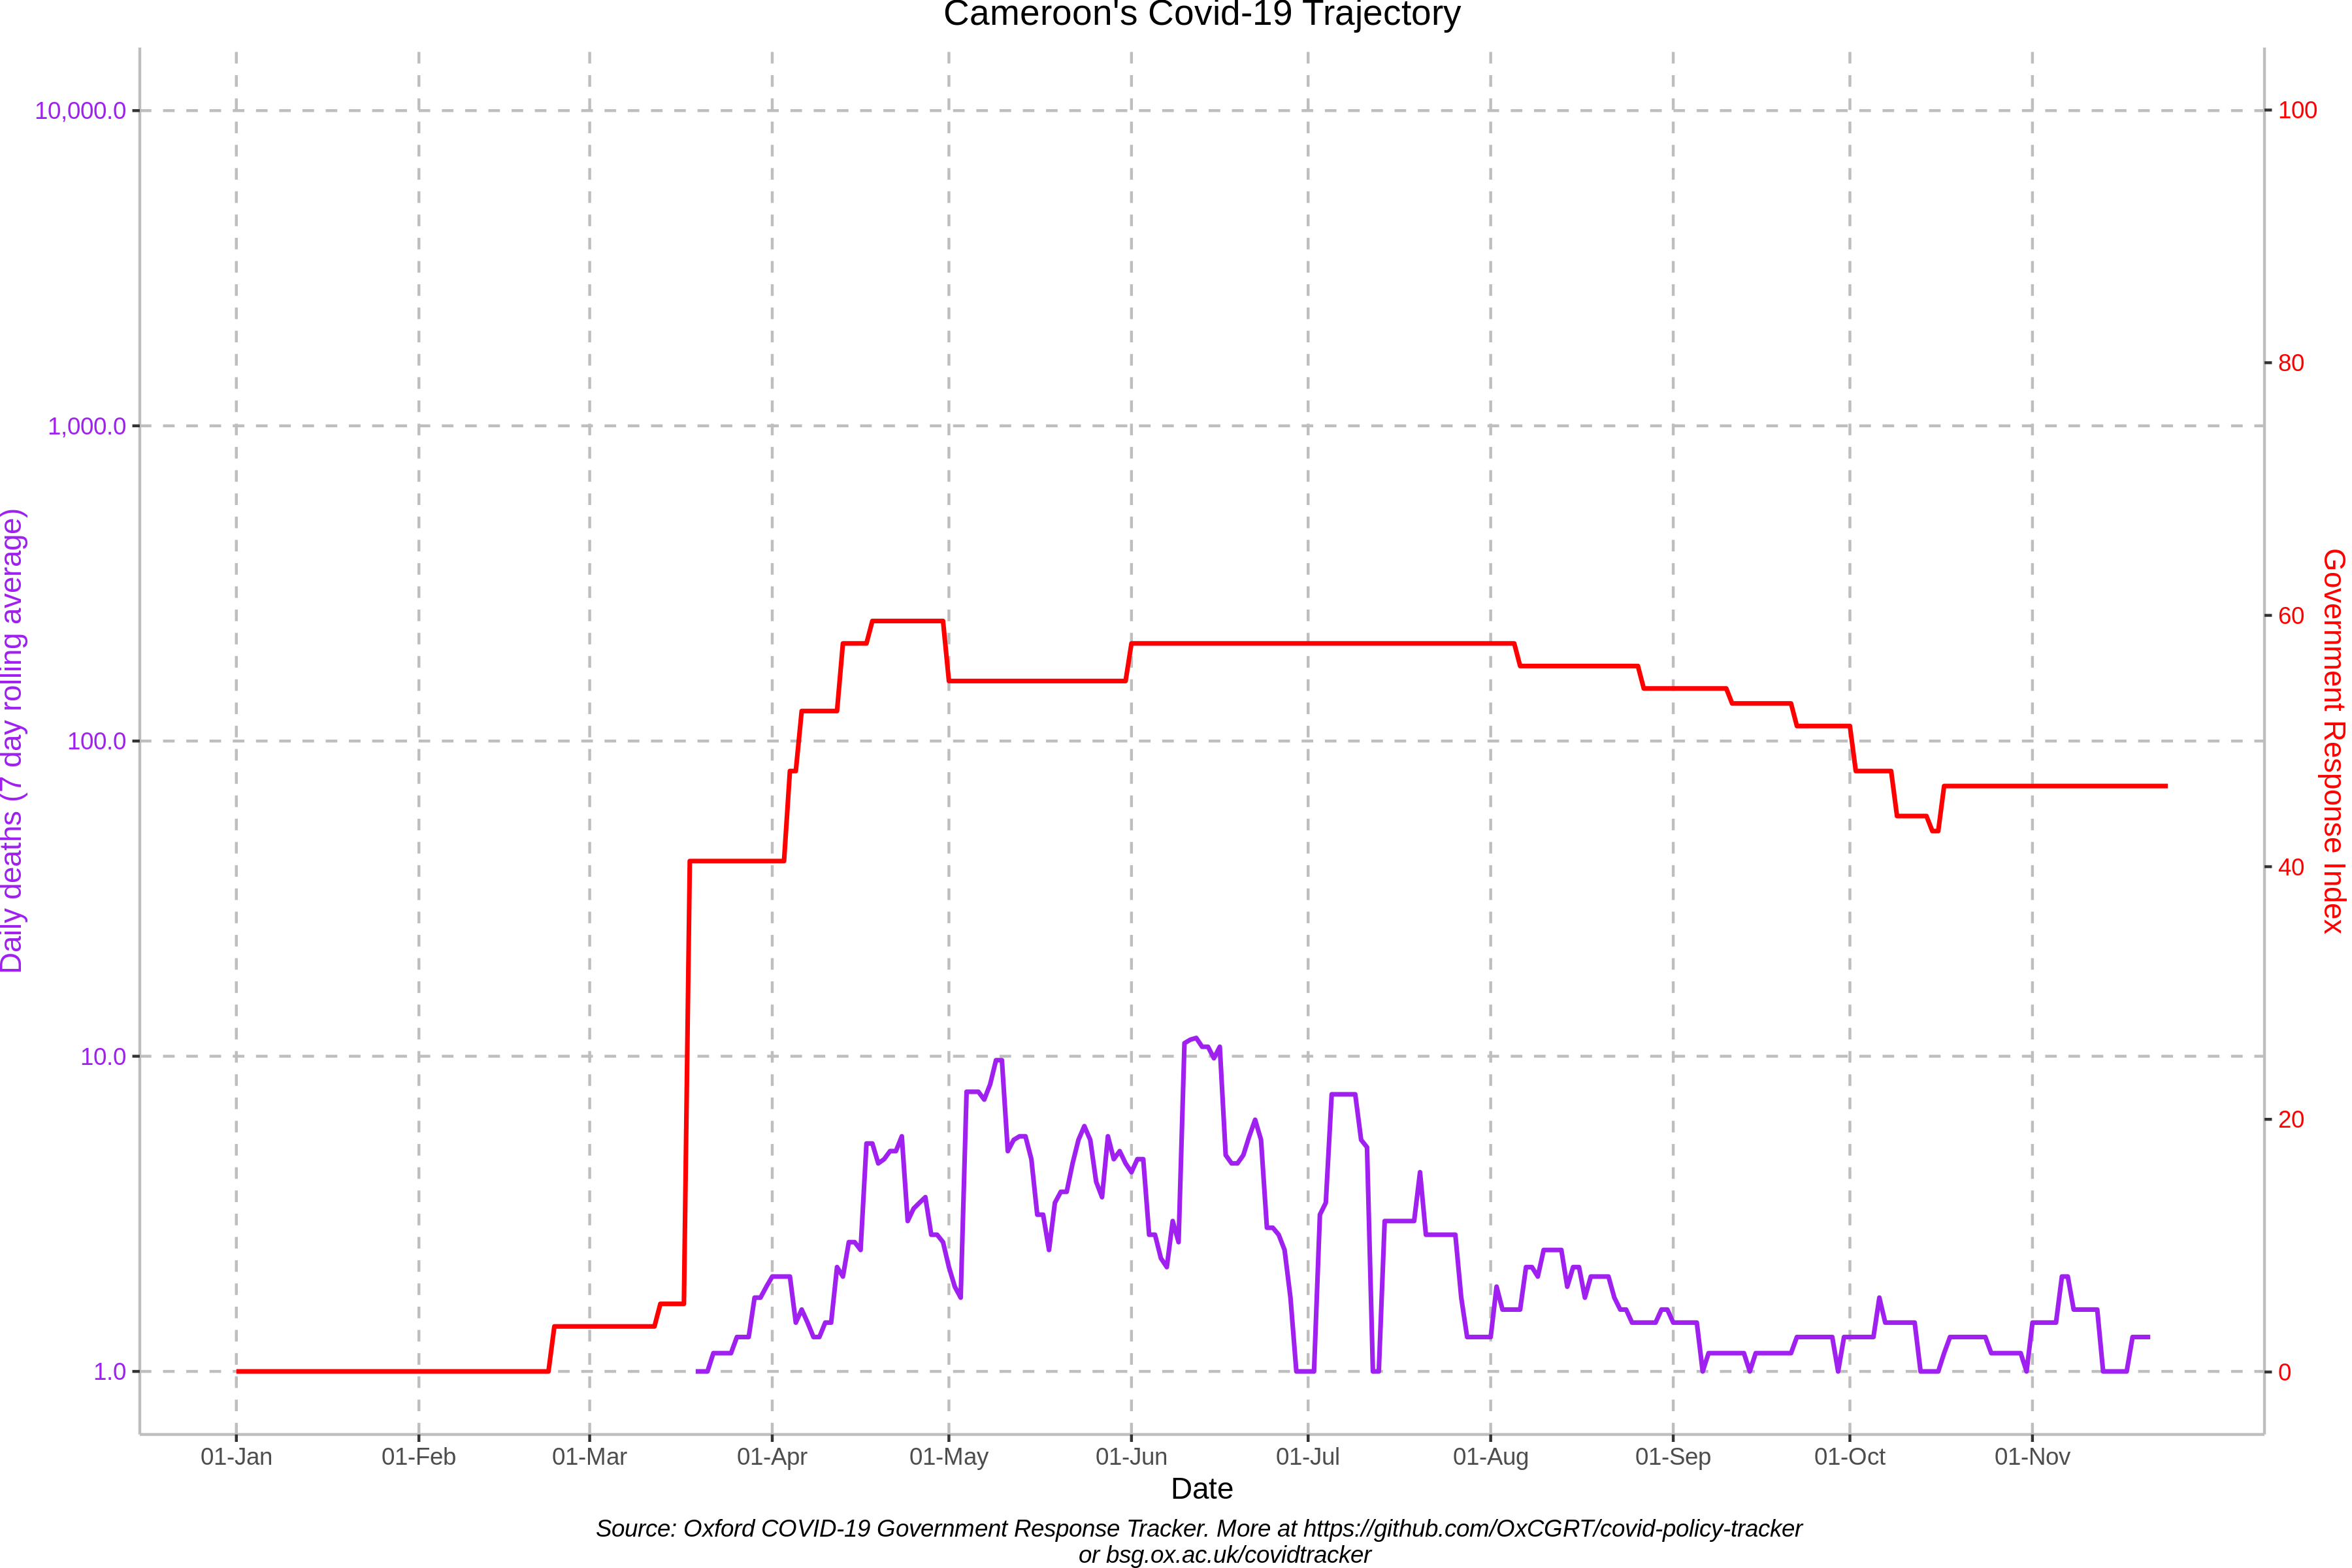 Cameroon's Covid-19 Trajectory
10,000.0
1,000.0
100.0
10.0
1.0
Daily deaths (7 day rolling average)
100
80
60
40
20
0
Government Response Index
01-Jan
01-Feb
01-Mar
01-Apr
01-May
01-Jun
01-Jul
01-Aug
01-Sep
01-Oct
01-Nov
Date
Source: Oxford COVID-19 Government Response Tracker. More at https://github.com/OxCGRT/covid-policy-tracker
or bsg.ox.ac.uk/covidtracker